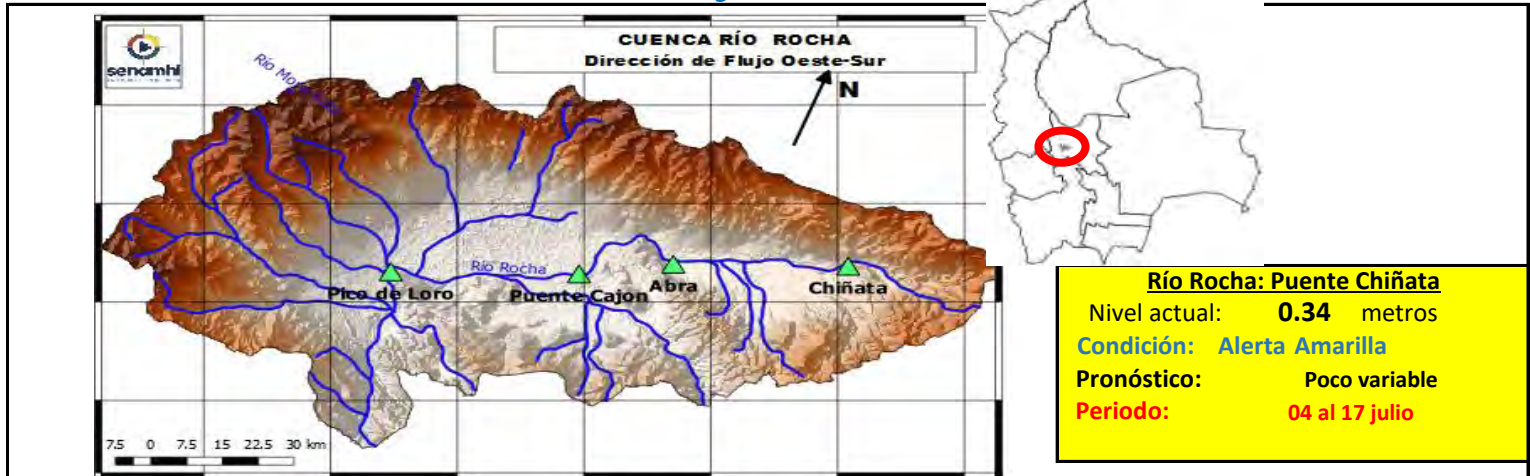 senamhi
CUENCA RÍO ROCHA
Dirección de Flujo Oeste-Sur
N
Río Rocha
Pico de Loro
Puente Cajon
Abra
Chiñata
7.5 0 7.5 15 22.5 30 km
Río Rocha: Puente Chiñata
Nivel actual: 0.34 metros
Condición: Alerta Amarilla
Pronóstico: Poco variable
Periodo: 04 al 17 julio